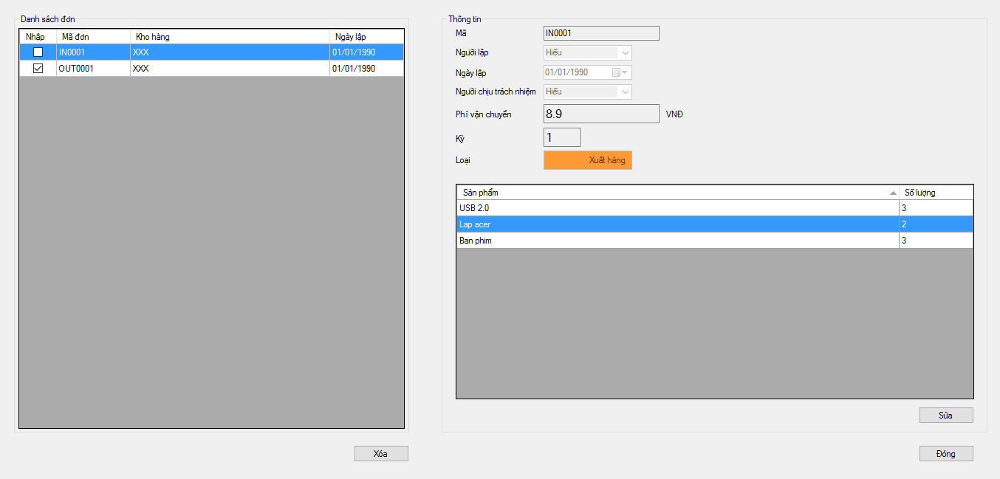 Danh sách đơn
Nhập Mã đơn Kho hàng Ngày lập
IN0001 XXX 01/01/1990
OUT0001 XXX 01/01/1990
Xóa
Thông tin
Mã IN0001
Người lập Hiếu
Ngày lập 01/01/1990
Người chịu trách nhiệm Hiếu
Phí vận chuyển 8.9 VNĐ
Kỳ 1
Loại Xuất hàng
Sản phẩm Số lượng
USB 2.0 3
Lap acer 2
Ban phim 3
Sửa
Đóng